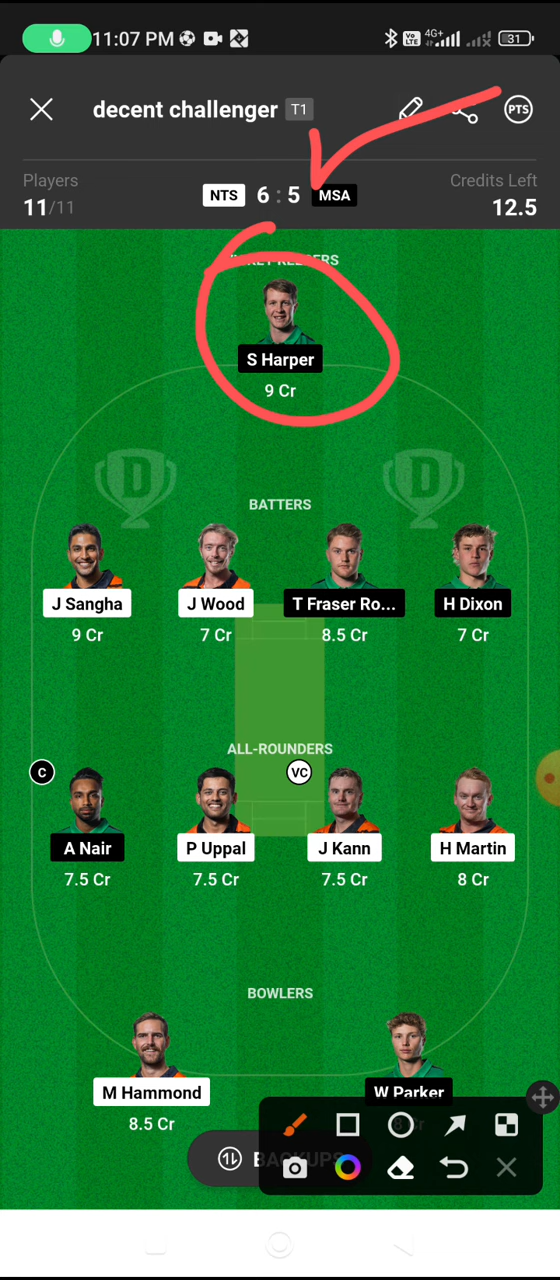 11:07 PM Vo LTE 4G+ 31
decent challenger T1 PTS
Players Credits Left
11/11 NTS 6 : 5 MSA 12.5
S Harper
9 Cr
BATTERS
J Sangha J Wood T Fraser Ro... H Dixon
9 Cr 7 Cr 8.5 Cr 7 Cr
ALL-ROUNDERS
C VC
A Nair P Uppal J Kann H Martin
7.5 Cr 7.5 Cr 7.5 Cr 8 Cr
BOWLERS
M Hammond W Parker
8.5 Cr